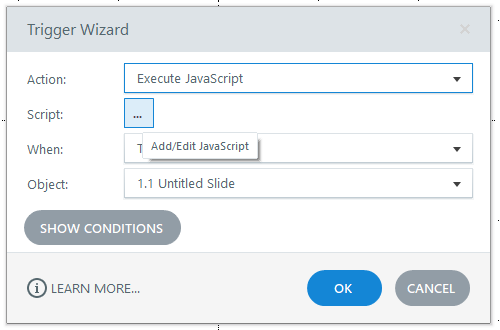 Trigger Wizard
Action: Execute JavaScript
Script: ...
Add/Edit JavaScript
When:
Object: 1.1 Untitled Slide
SHOW CONDITIONS
LEARN MORE... OK CANCEL